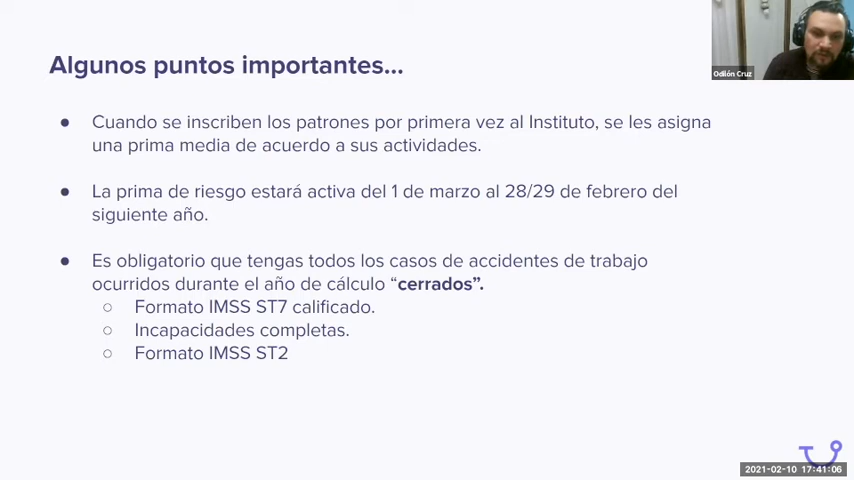 Algunos puntos importantes...
Odilón Cruz
● Cuando se inscriben los patrones por primera vez al Instituto, se les asigna
una prima media de acuerdo a sus actividades.
● La prima de riesgo estará activa del 1 de marzo al 28/29 de febrero del
siguiente año.
● Es obligatorio que tengas todos los casos de accidentes de trabajo
ocurridos durante el año de cálculo “cerrados”.
○ Formato IMSS ST7 calificado.
○ Incapacidades completas.
○ Formato IMSS ST2
2021-02-10 17:41:06